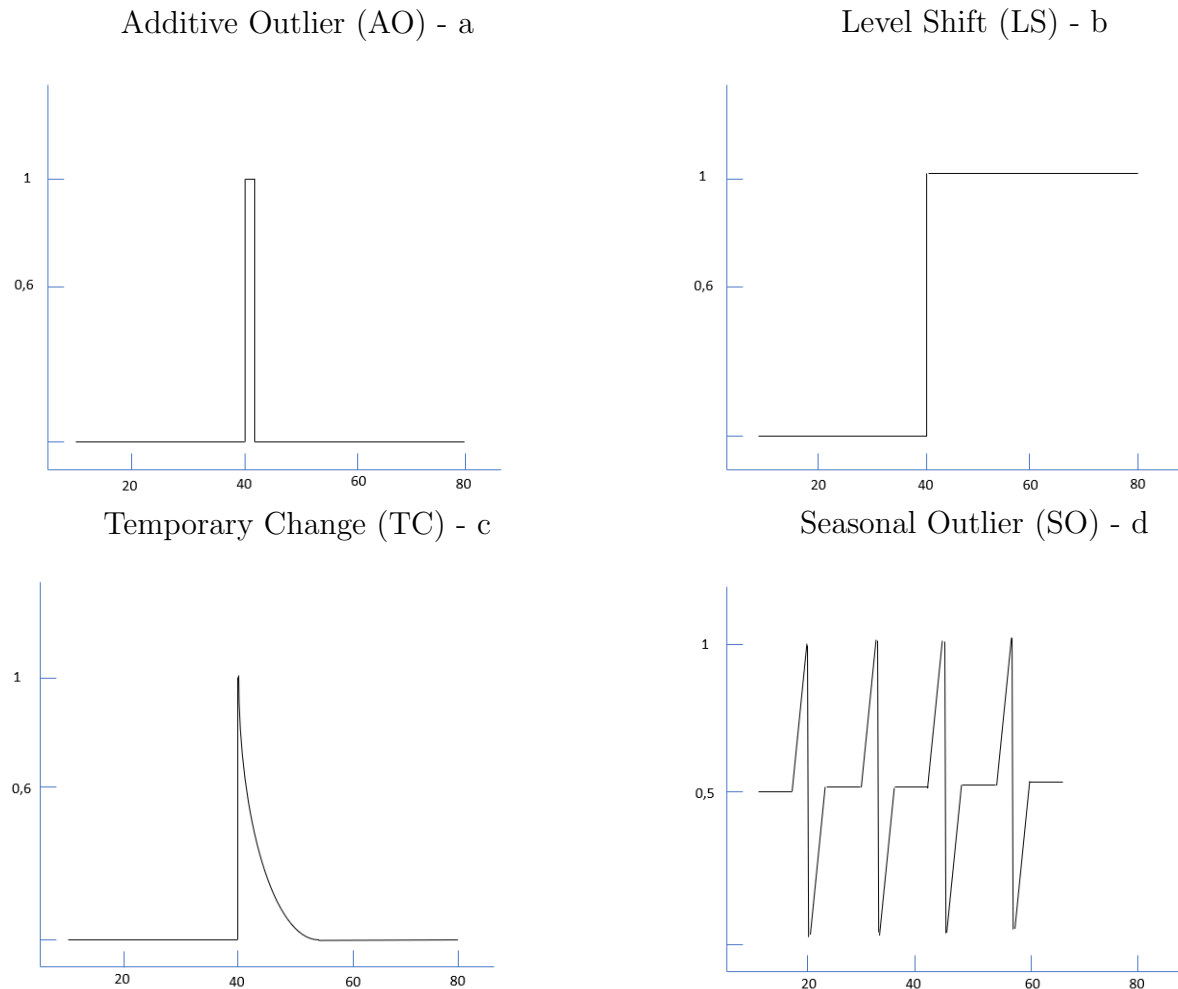 Additive Outlier (AO) - a
1
0,6
20 40 60 80
Level Shift (LS) - b
1
0,6
20 40 60 80
Temporary Change (TC) - c
1
0,6
20 40 60 80
Seasonal Outlier (SO) - d
1
0,5
20 40 60 80